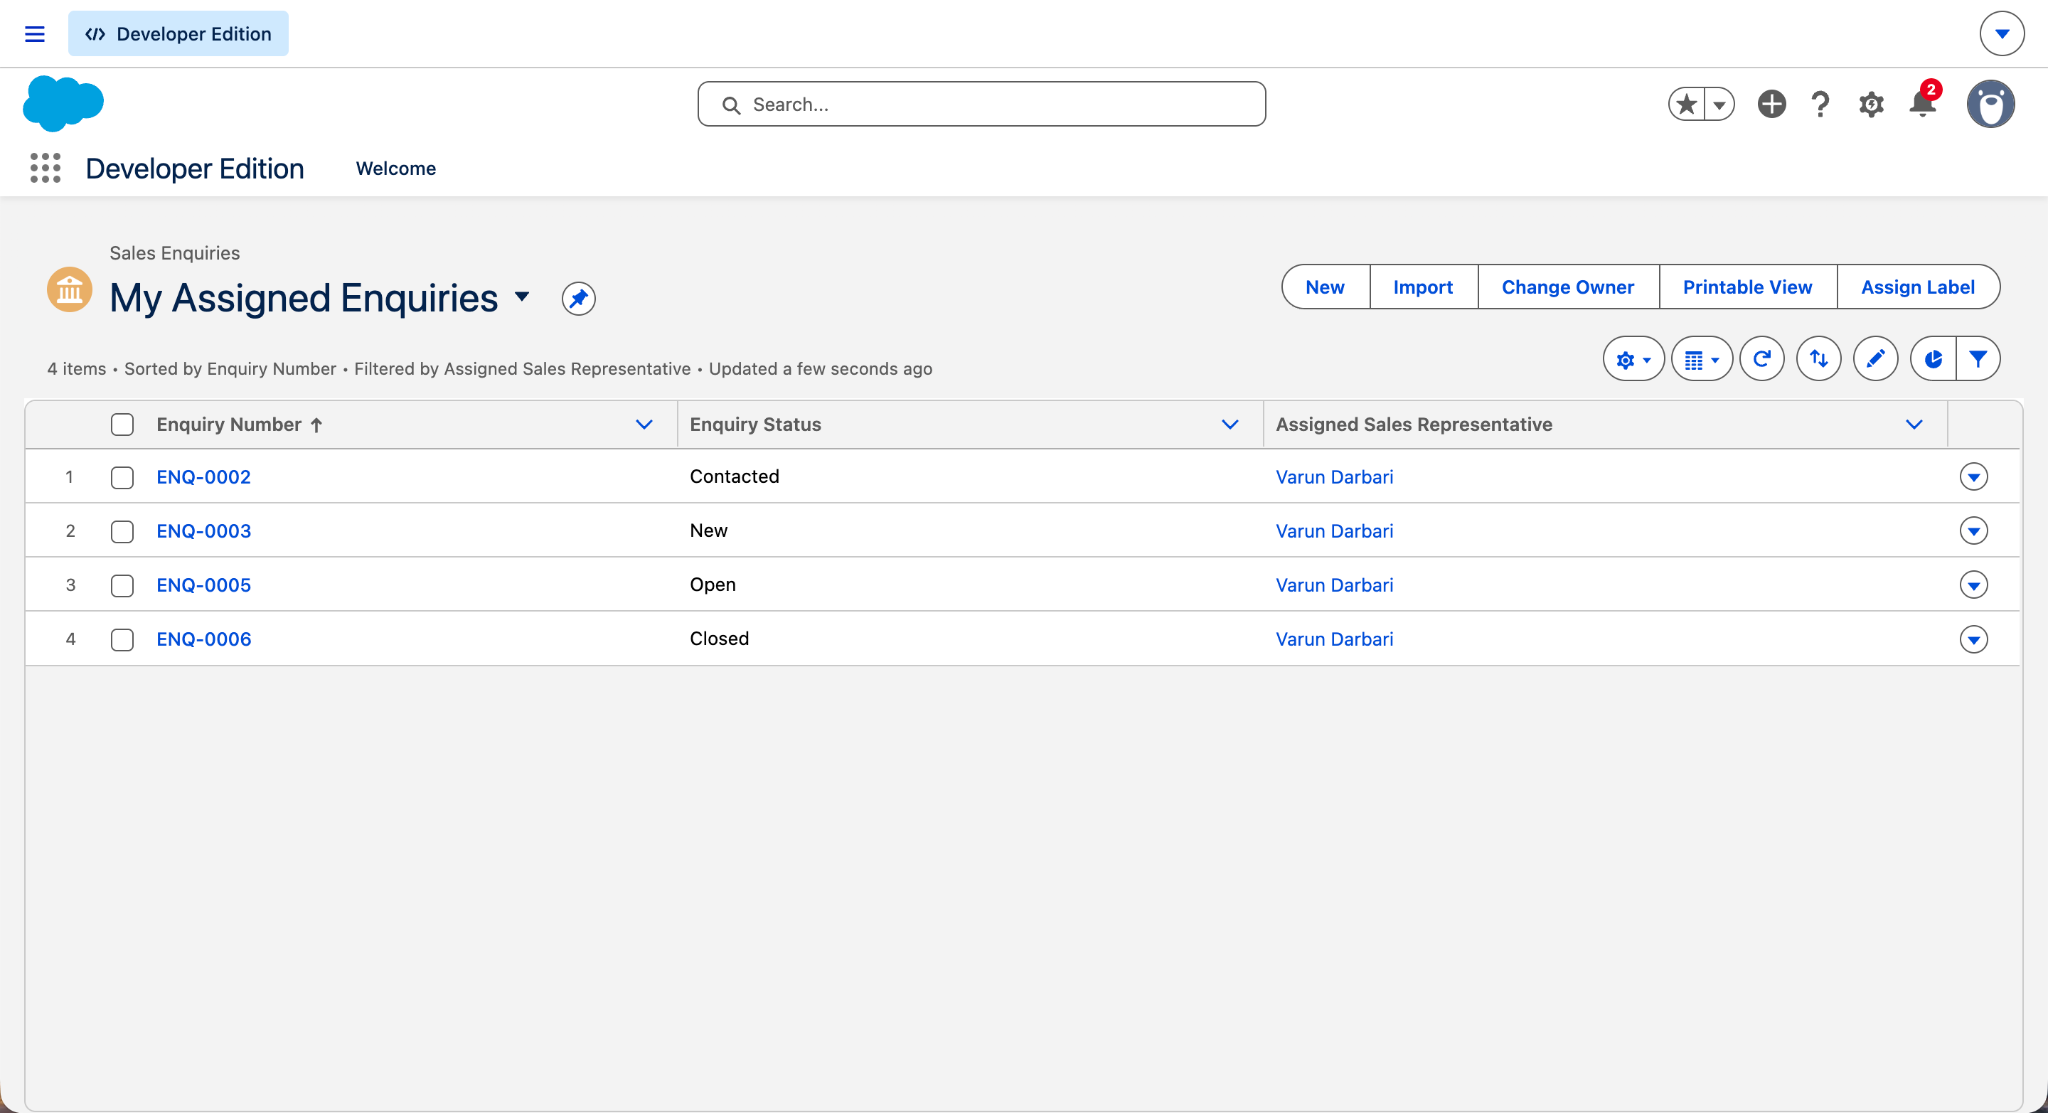 Developer Edition
Search...
2
Developer Edition
Welcome
Sales Enquiries
My Assigned Enquiries
New
Import
Change Owner
Printable View
Assign Label
4 items • Sorted by Enquiry Number • Filtered by Assigned Sales Representative • Updated a few seconds ago
Enquiry Number
Enquiry Status
Assigned Sales Representative
1 ENQ-0002 Contacted Varun Darbari
2 ENQ-0003 New Varun Darbari
3 ENQ-0005 Open Varun Darbari
4 ENQ-0006 Closed Varun Darbari